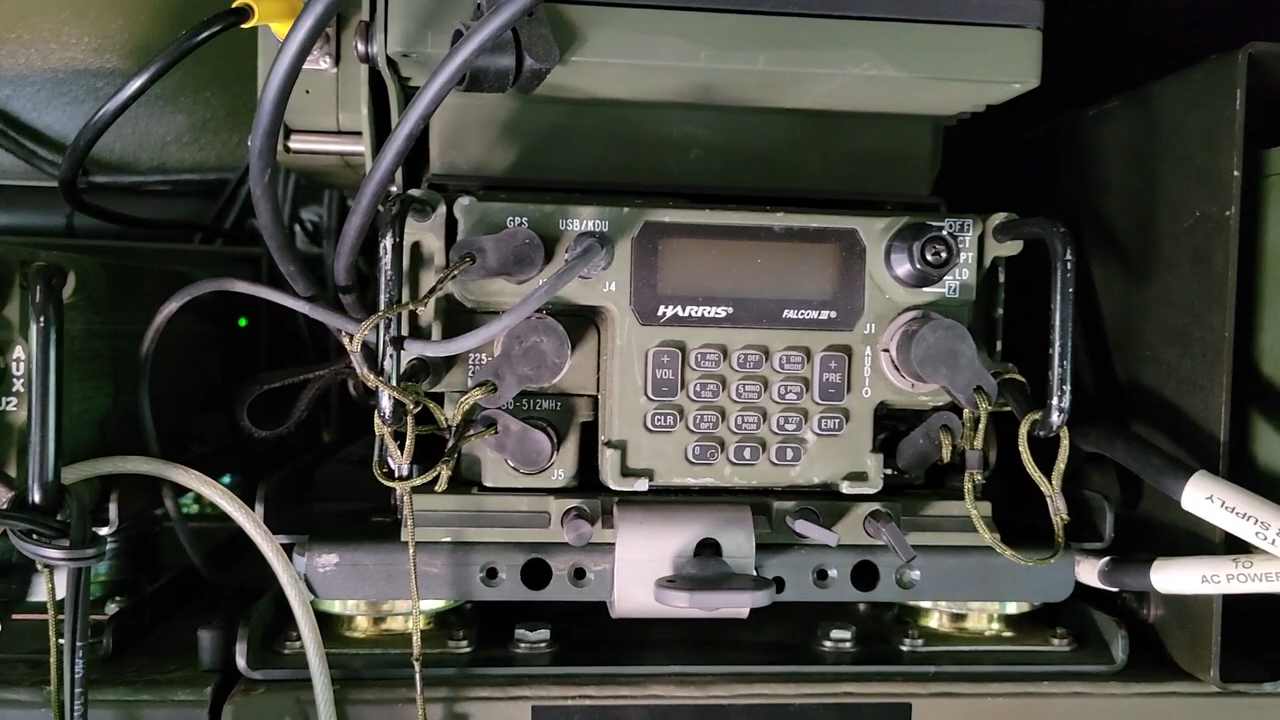 GPS
USB/KDU
J4
OFF
CT
PT
LD
Z
HARRIS®
FALCON III®
J1
AUDIO
225-
30-512MHz
J5
+
VOL
-
1 ABC
CALL
2 DEF
LT
3 GHI
MODE
+
PRE
-
4 JKL
SQL
5 MNO
ZERO
6 PQR
CLR
7 STU
OPT
8 VWX
PGM
9 YZ?
ENT
0
AUX
J2
TO
SUPPLY
TO
AC POWER